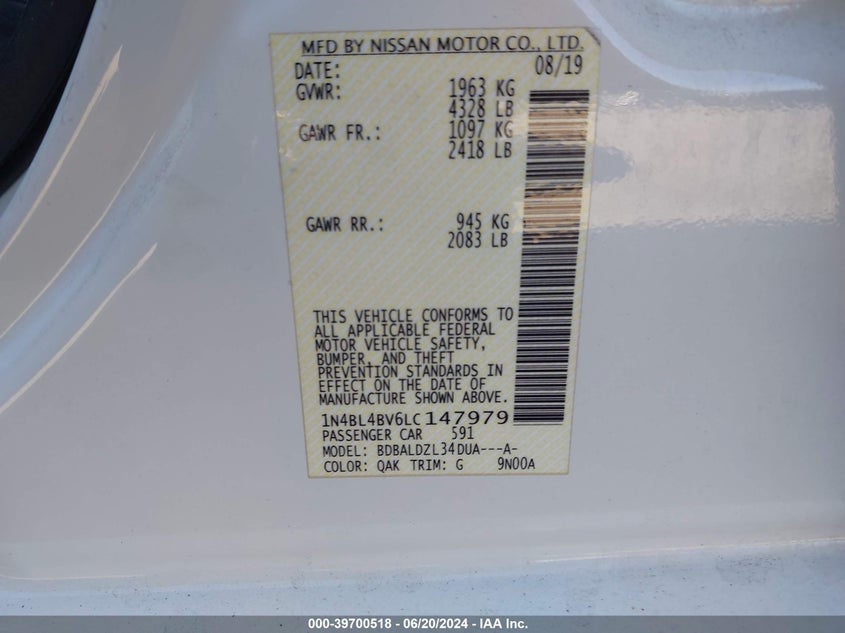 MFD BY NISSAN MOTOR CO., LTD.
DATE: 08/19
GVWR: 1963 KG
4328 LB
GAWR FR.: 1097 KG
2418 LB
GAWR RR.: 945 KG
2083 LB
THIS VEHICLE CONFORMS TO
ALL APPLICABLE FEDERAL
MOTOR VEHICLE SAFETY,
BUMPER, AND THEFT
PREVENTION STANDARDS IN
EFFECT ON THE DATE OF
MANUFACTURE SHOWN ABOVE.
1N4BL4BV6LC147979
PASSENGER CAR 591
MODEL: BDBALDZL34DUA---A-
COLOR: QAK TRIM: G 9N00A
000-39700518 - 06/20/2024 - IAA Inc.